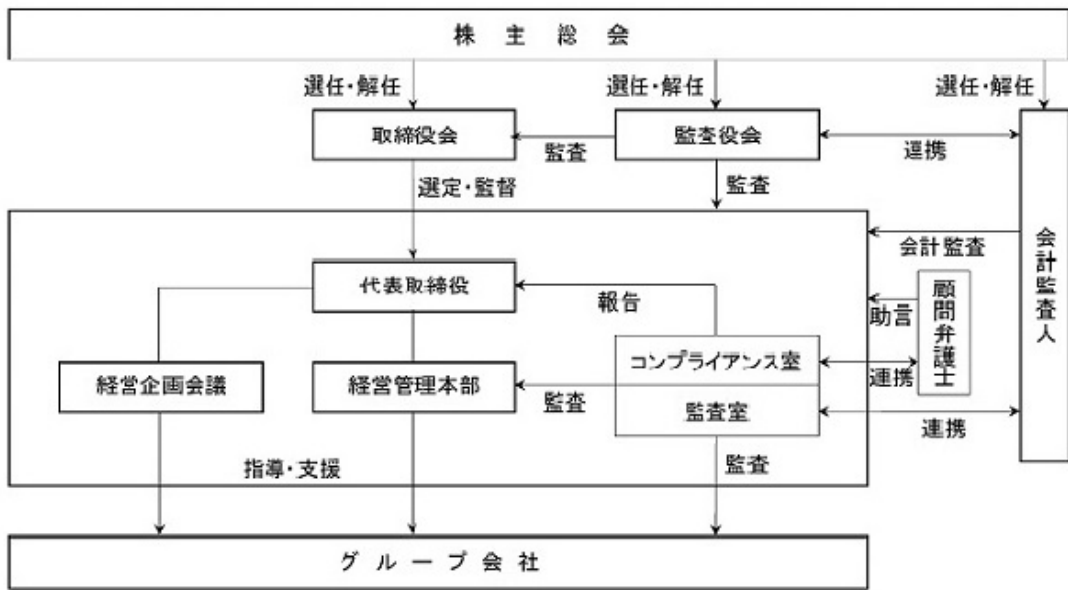 株主総会
選任・解任
選任・解任
選任・解任
取締役会
監査
監査役会
連携
選定・監督
監査
会計監査人
会計監査
代表取締役
報告
助言
顧問弁護士
コンプライアンス室
連携
経営企画会議
経営管理本部
監査
監査室
連携
指導・支援
監査
グループ会社